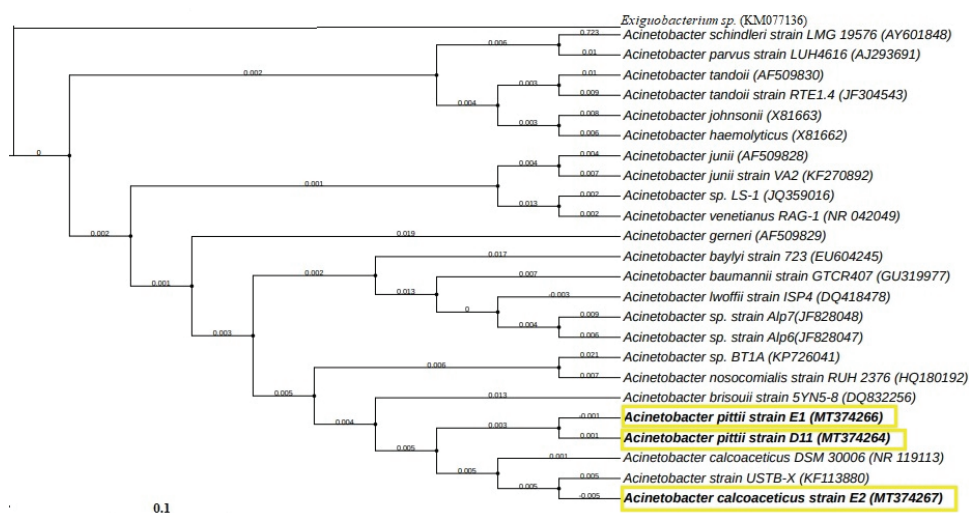 Exiguobacterium sp. (KM077136)
0.723 Acinetobacter schindleri strain LMG 19576 (AY601848)
0.006
0.01 Acinetobacter parvus strain LUH4616 (AJ293691)
0.002
0.01 Acinetobacter tandoii (AF509830)
0.003
0.009 Acinetobacter tandoii strain RTE1.4 (JF304543)
0.004
0.008 Acinetobacter johnsonii (X81663)
0.003
0.006 Acinetobacter haemolyticus (X81662)
0
0.004 Acinetobacter junii (AF509828)
0.004
0.007 Acinetobacter junii strain VA2 (KF270892)
0.001
0.002 Acinetobacter sp. LS-1 (JQ359016)
0.013
0.002 Acinetobacter venetianus RAG-1 (NR 042049)
0.002
0.019 Acinetobacter gerneri (AF509829)
0.017 Acinetobacter baylyi strain 723 (EU604245)
0.002
0.007 Acinetobacter baumannii strain GTCR407 (GU319977)
0.001
0.013
-0.003 Acinetobacter lwoffii strain ISP4 (DQ418478)
0
0.009 Acinetobacter sp. strain Alp7(JF828048)
0.004
0.006 Acinetobacter sp. strain Alp6(JF828047)
0.003
0.021 Acinetobacter sp. BT1A (KP726041)
0.006
0.007 Acinetobacter nosocomialis strain RUH 2376 (HQ180192)
0.005
0.013 Acinetobacter brisouii strain 5YN5-8 (DQ832256)
-0.001 Acinetobacter pittii strain E1 (MT374266)
0.004
0.003
0.001 Acinetobacter pittii strain D11 (MT374264)
0.005
0.001 Acinetobacter calcoaceticus DSM 30006 (NR 119113)
0.005
0.005 Acinetobacter strain USTB-X (KF113880)
0.005
-0.005 Acinetobacter calcoaceticus strain E2 (MT374267)
0.1